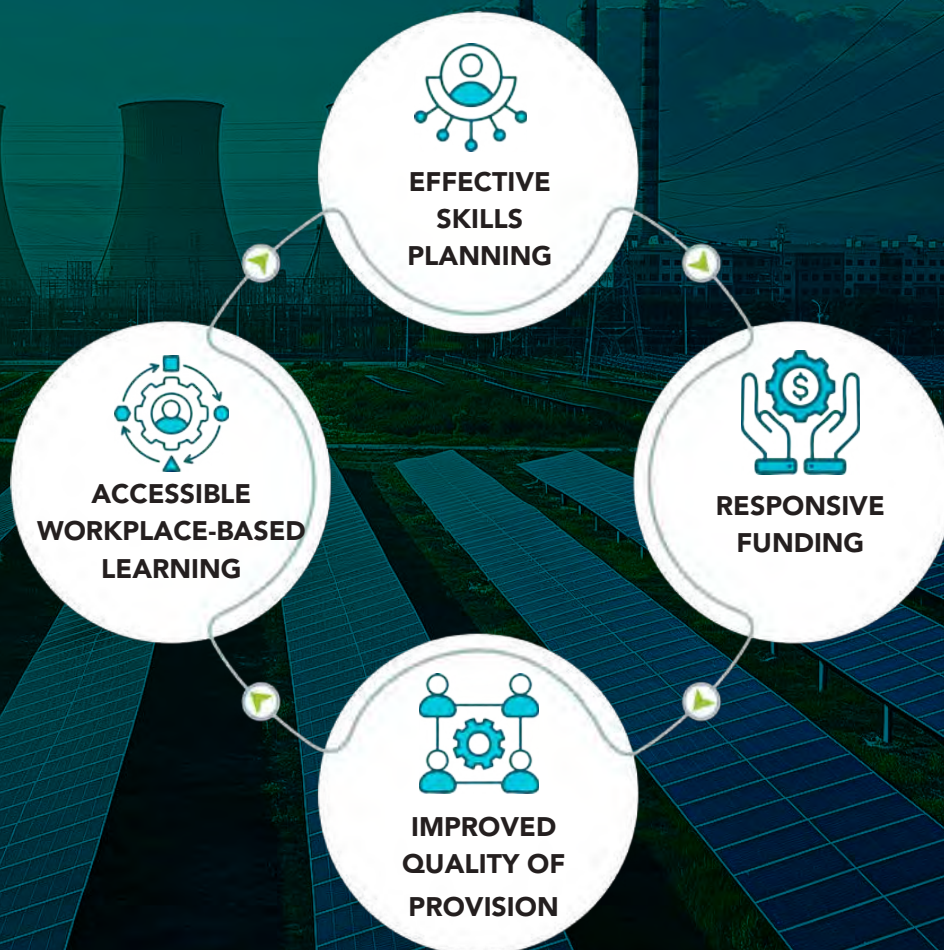 EFFECTIVE
SKILLS
PLANNING
$
RESPONSIVE
FUNDING
ACCESSIBLE
WORKPLACE-BASED
LEARNING
IMPROVED
QUALITY OF
PROVISION